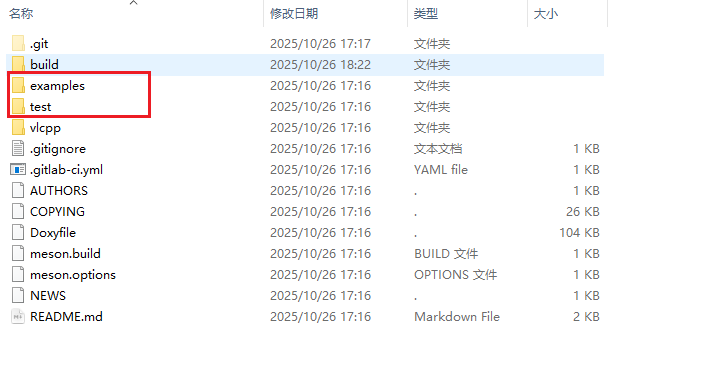 名称 修改日期 类型 大小
.git 2025/10/26 17:17 文件夹
build 2025/10/26 18:22 文件夹
examples 2025/10/26 17:16 文件夹
test 2025/10/26 17:16 文件夹
vlcpp 2025/10/26 17:16 文件夹
.gitignore 2025/10/26 17:16 文本文档 1 KB
.gitlab-ci.yml 2025/10/26 17:16 YAML file 1 KB
AUTHORS 2025/10/26 17:16 . 1 KB
COPYING 2025/10/26 17:16 . 26 KB
Doxyfile 2025/10/26 17:16 . 104 KB
meson.build 2025/10/26 17:16 BUILD 文件 1 KB
meson.options 2025/10/26 17:16 OPTIONS 文件 1 KB
NEWS 2025/10/26 17:16 . 1 KB
README.md 2025/10/26 17:16 Markdown File 2 KB